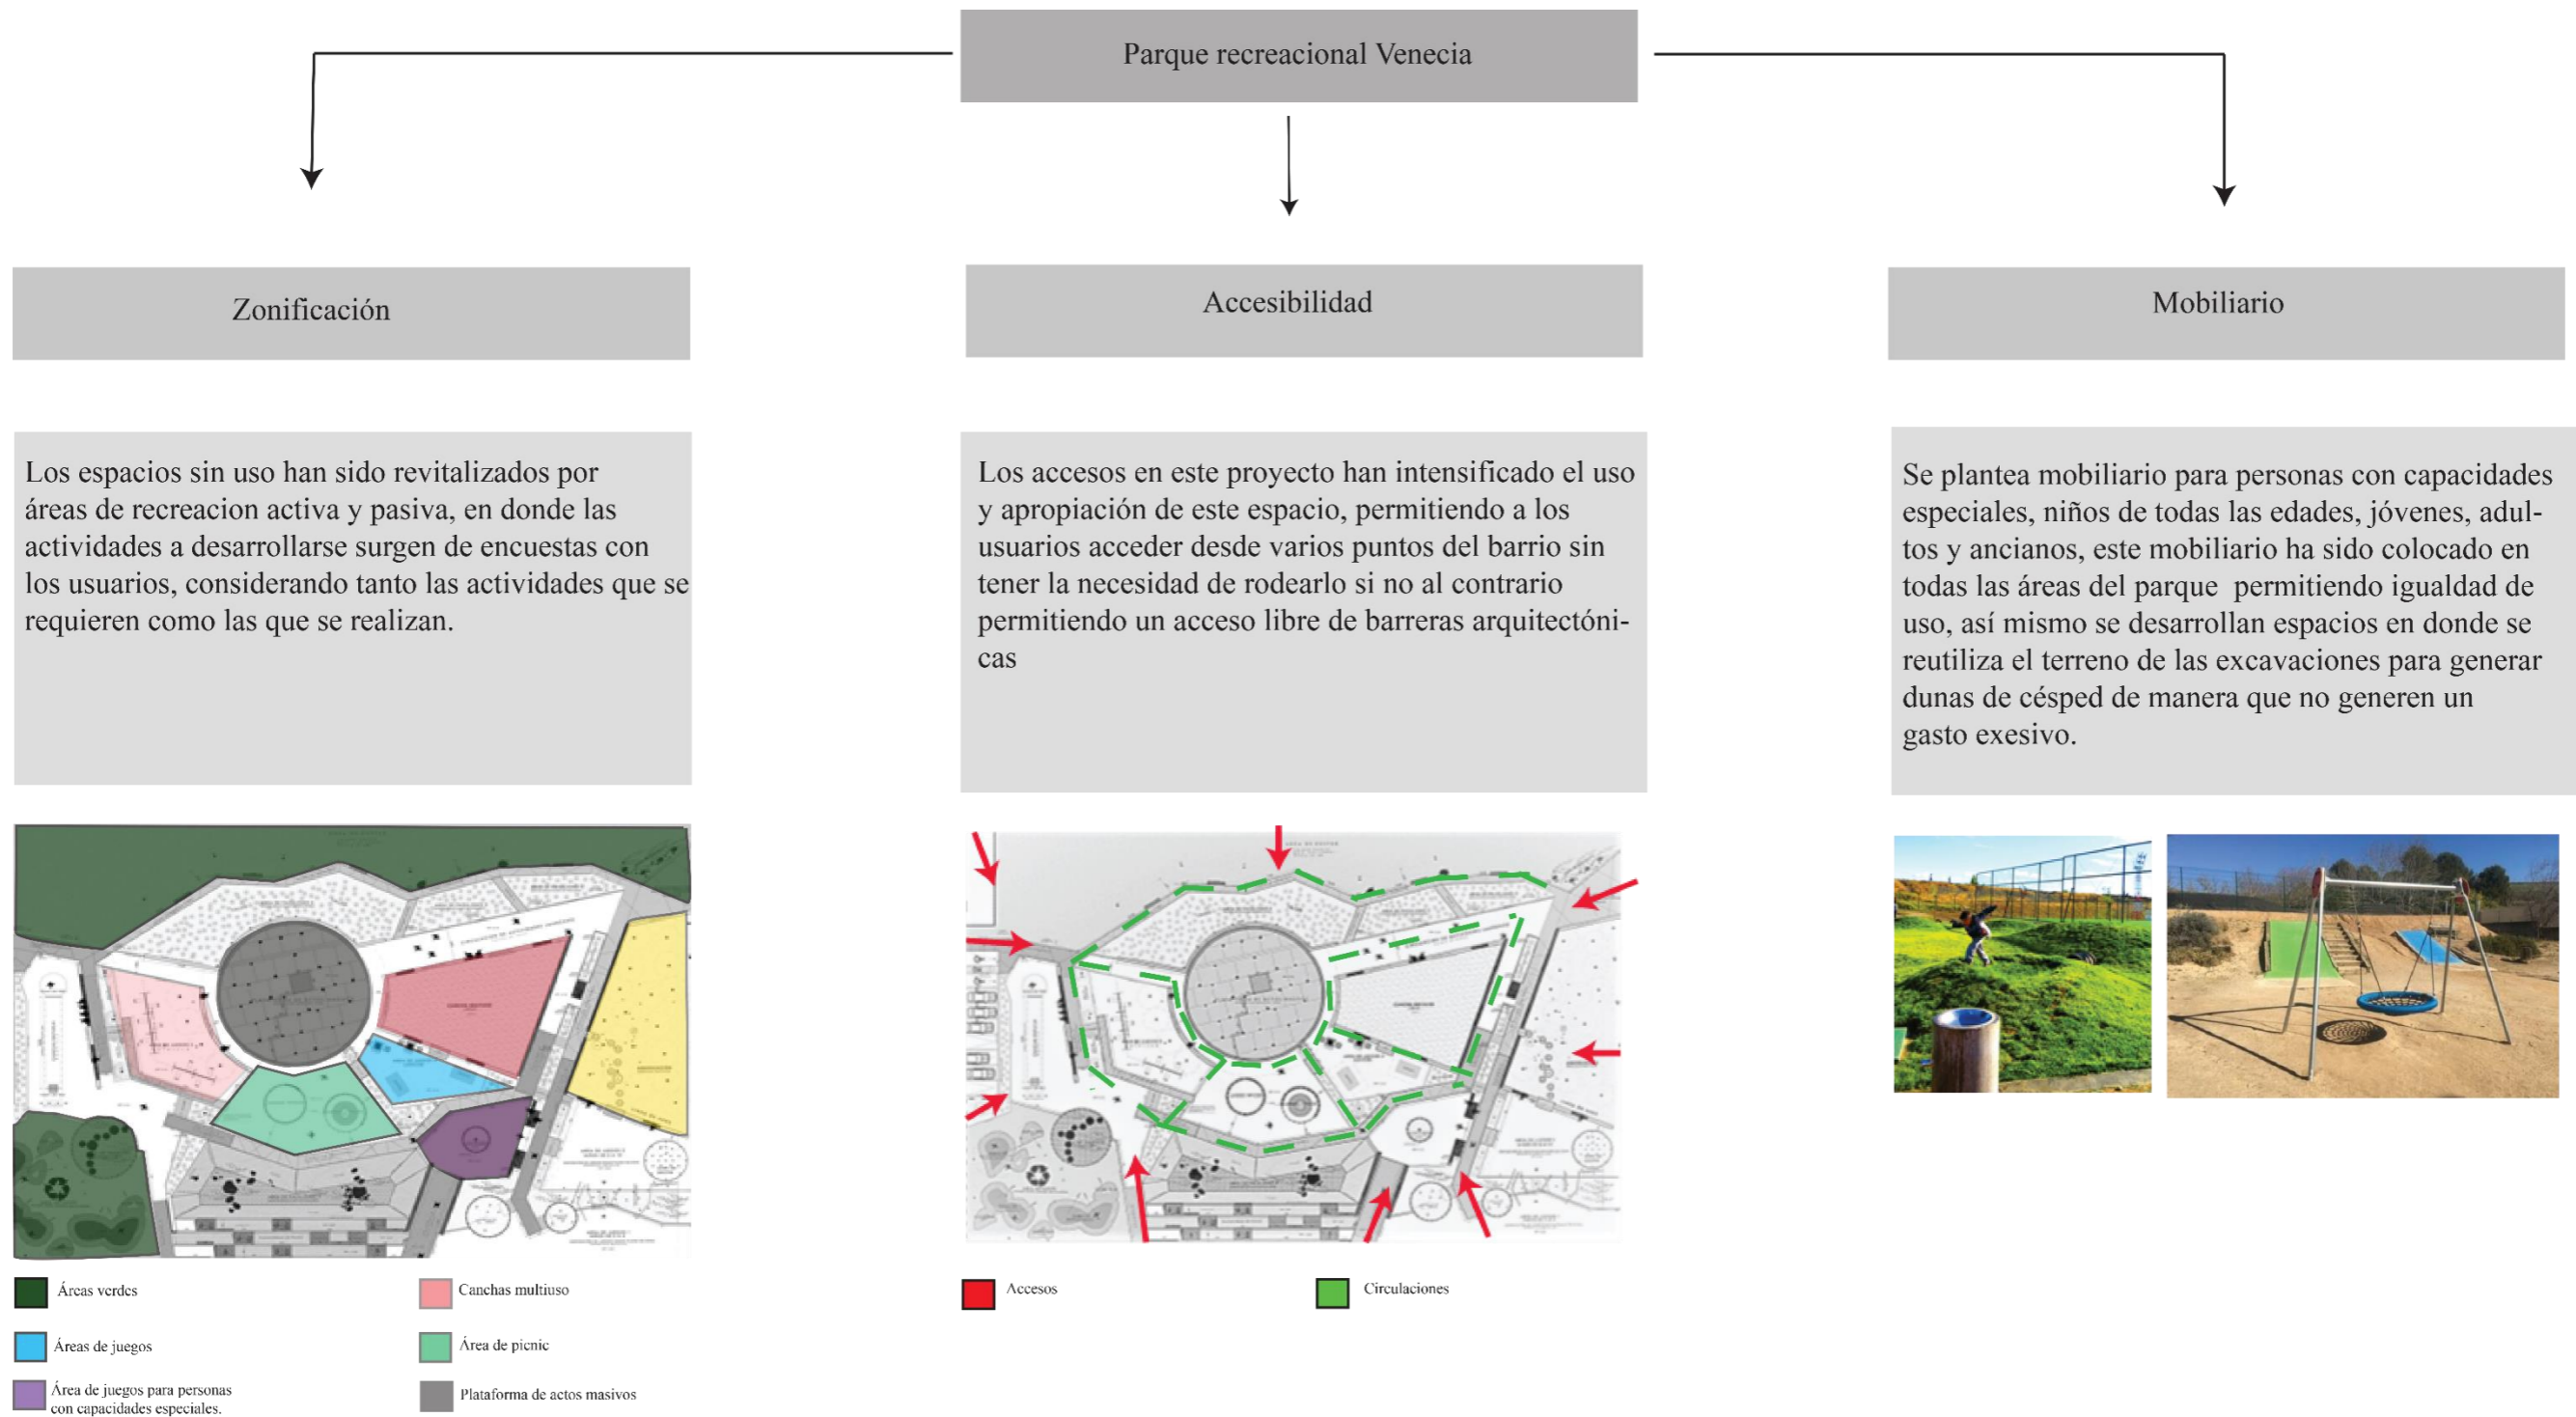 Parque recreacional Venecia
Zonificación
Los espacios sin uso han sido revitalizados por
áreas de recreacion activa y pasiva, en donde las
actividades a desarrollarse surgen de encuestas con
los usuarios, considerando tanto las actividades que se
requieren como las que se realizan.
Áreas verdes
Canchas multiuso
Áreas de juegos
Área de picnic
Área de juegos para personas
con capacidades especiales.
Plataforma de actos masivos
Accesibilidad
Los accesos en este proyecto han intensificado el uso
y apropiación de este espacio, permitiendo a los
usuarios acceder desde varios puntos del barrio sin
tener la necesidad de rodearlo si no al contrario
permitiendo un acceso libre de barreras arquitectóni-
cas
Accesos
Circulaciones
Mobiliario
Se plantea mobiliario para personas con capacidades
especiales, niños de todas las edades, jóvenes, adul-
tos y ancianos, este mobiliario ha sido colocado en
todas las áreas del parque permitiendo igualdad de
uso, así mismo se desarrollan espacios en donde se
reutiliza el terreno de las excavaciones para generar
dunas de césped de manera que no generen un
gasto exesivo.